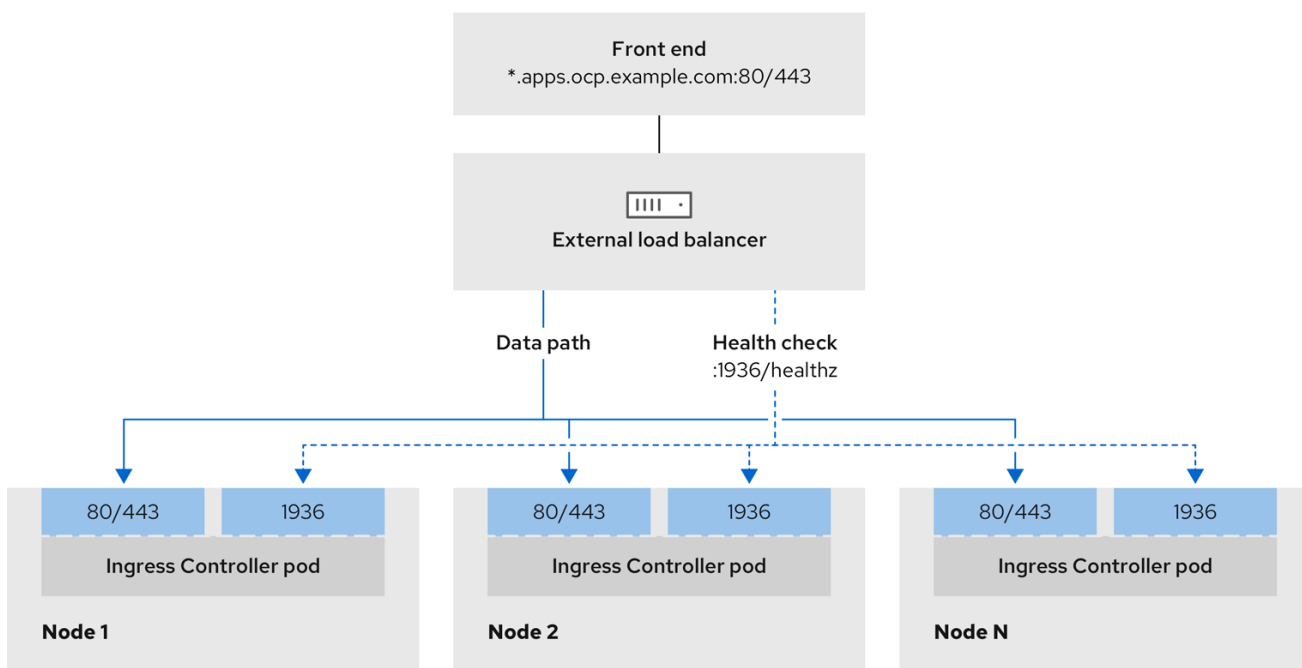 Front end
*.apps.ocp.example.com:80/443
External load balancer
Data path
Health check
:1936/healthz
80/443
1936
80/443
1936
80/443
1936
Ingress Controller pod
Ingress Controller pod
Ingress Controller pod
Node 1
Node 2
Node N